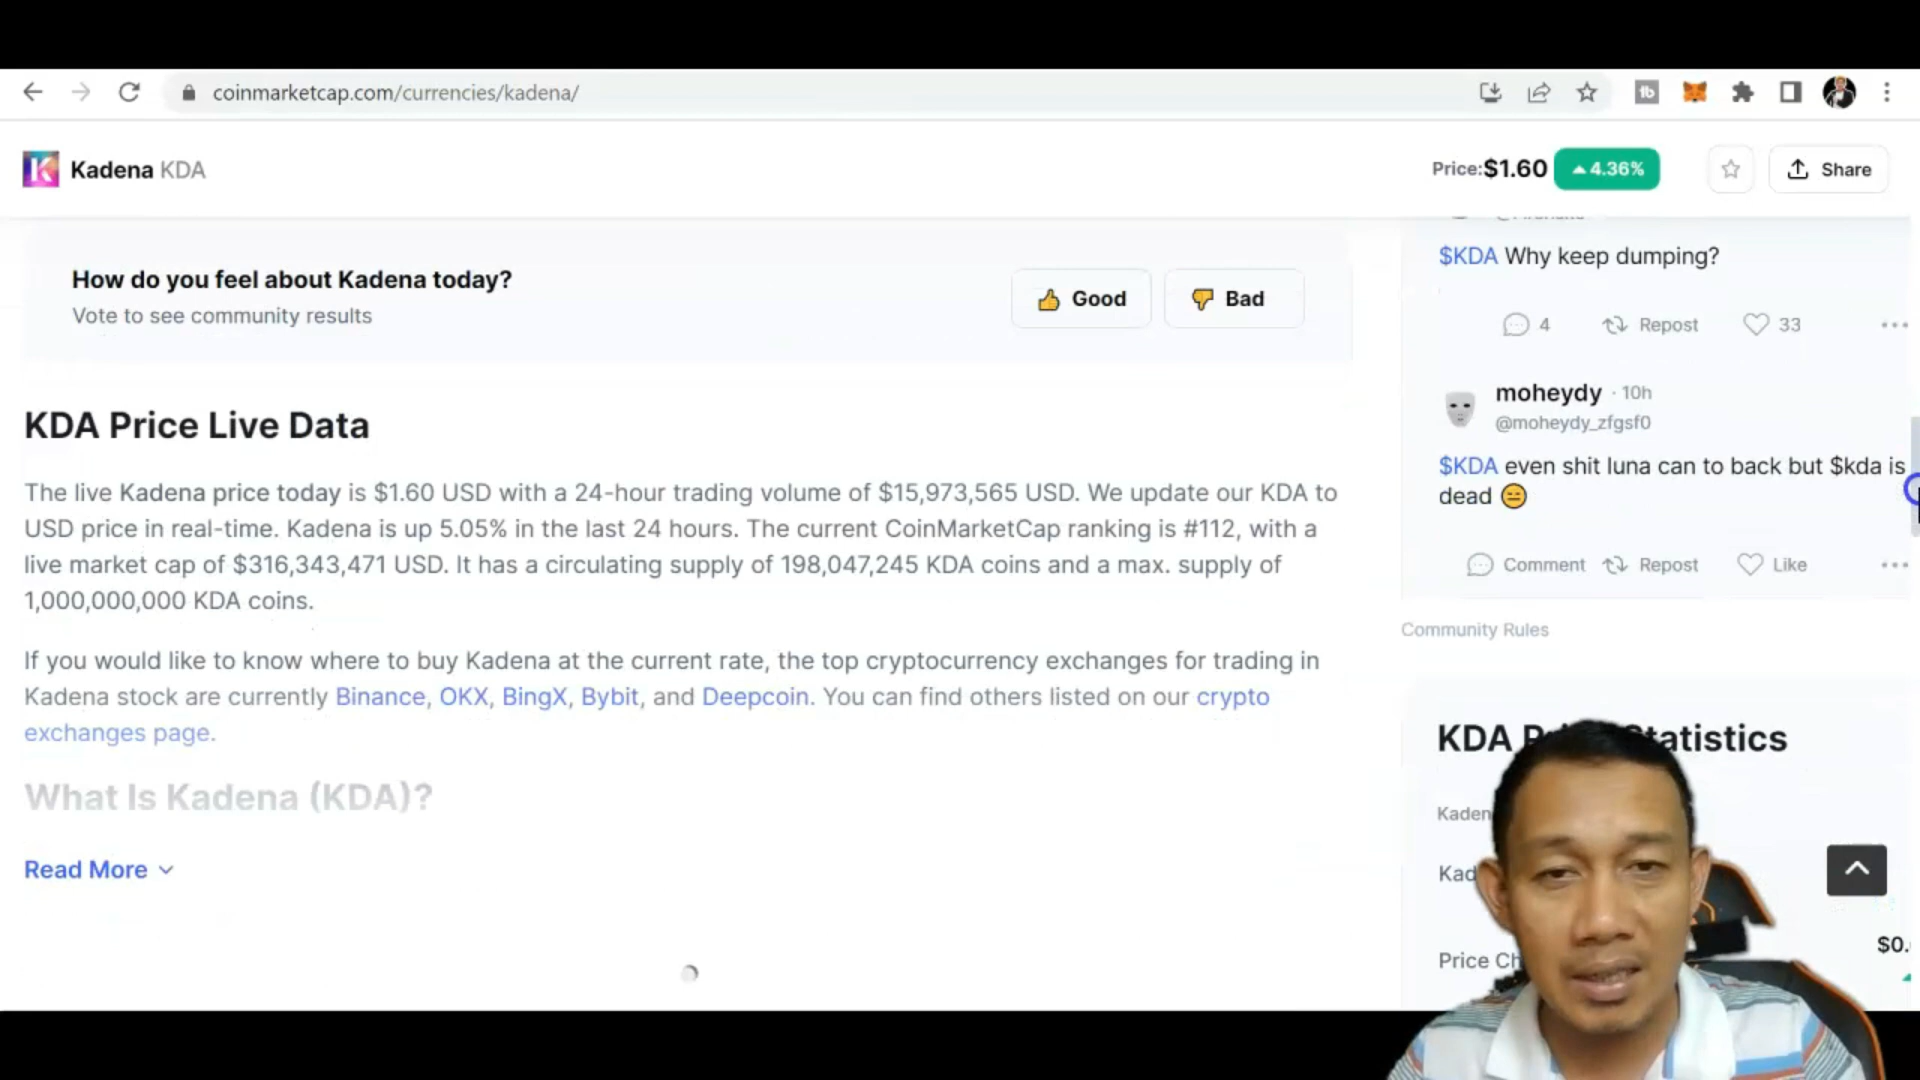 coinmarketcap.com/currencies/kadena/
Kadena KDA
Price:$1.60
4.36%
Share
How do you feel about Kadena today?
Vote to see community results
Good
Bad
KDA Price Live Data
The live Kadena price today is $1.60 USD with a 24-hour trading volume of $15,973,565 USD. We update our KDA to
USD price in real-time. Kadena is up 5.05% in the last 24 hours. The current CoinMarketCap ranking is #112, with a
live market cap of $316,343,471 USD. It has a circulating supply of 198,047,245 KDA coins and a max. supply of
1,000,000,000 KDA coins.
If you would like to know where to buy Kadena at the current rate, the top cryptocurrency exchanges for trading in
Kadena stock are currently Binance, OKX, BingX, Bybit, and Deepcoin. You can find others listed on our crypto
exchanges page.
What Is Kadena (KDA)?
Read More
$KDA Why keep dumping?
4
Repost
33
moheydy · 10h
@moheydy_zfgsf0
$KDA even shit luna can to back but $kda is
dead 😑
Comment
Repost
Like
Community Rules
KDA P tatistics
Kaden
Kad
Price Ch
$0.